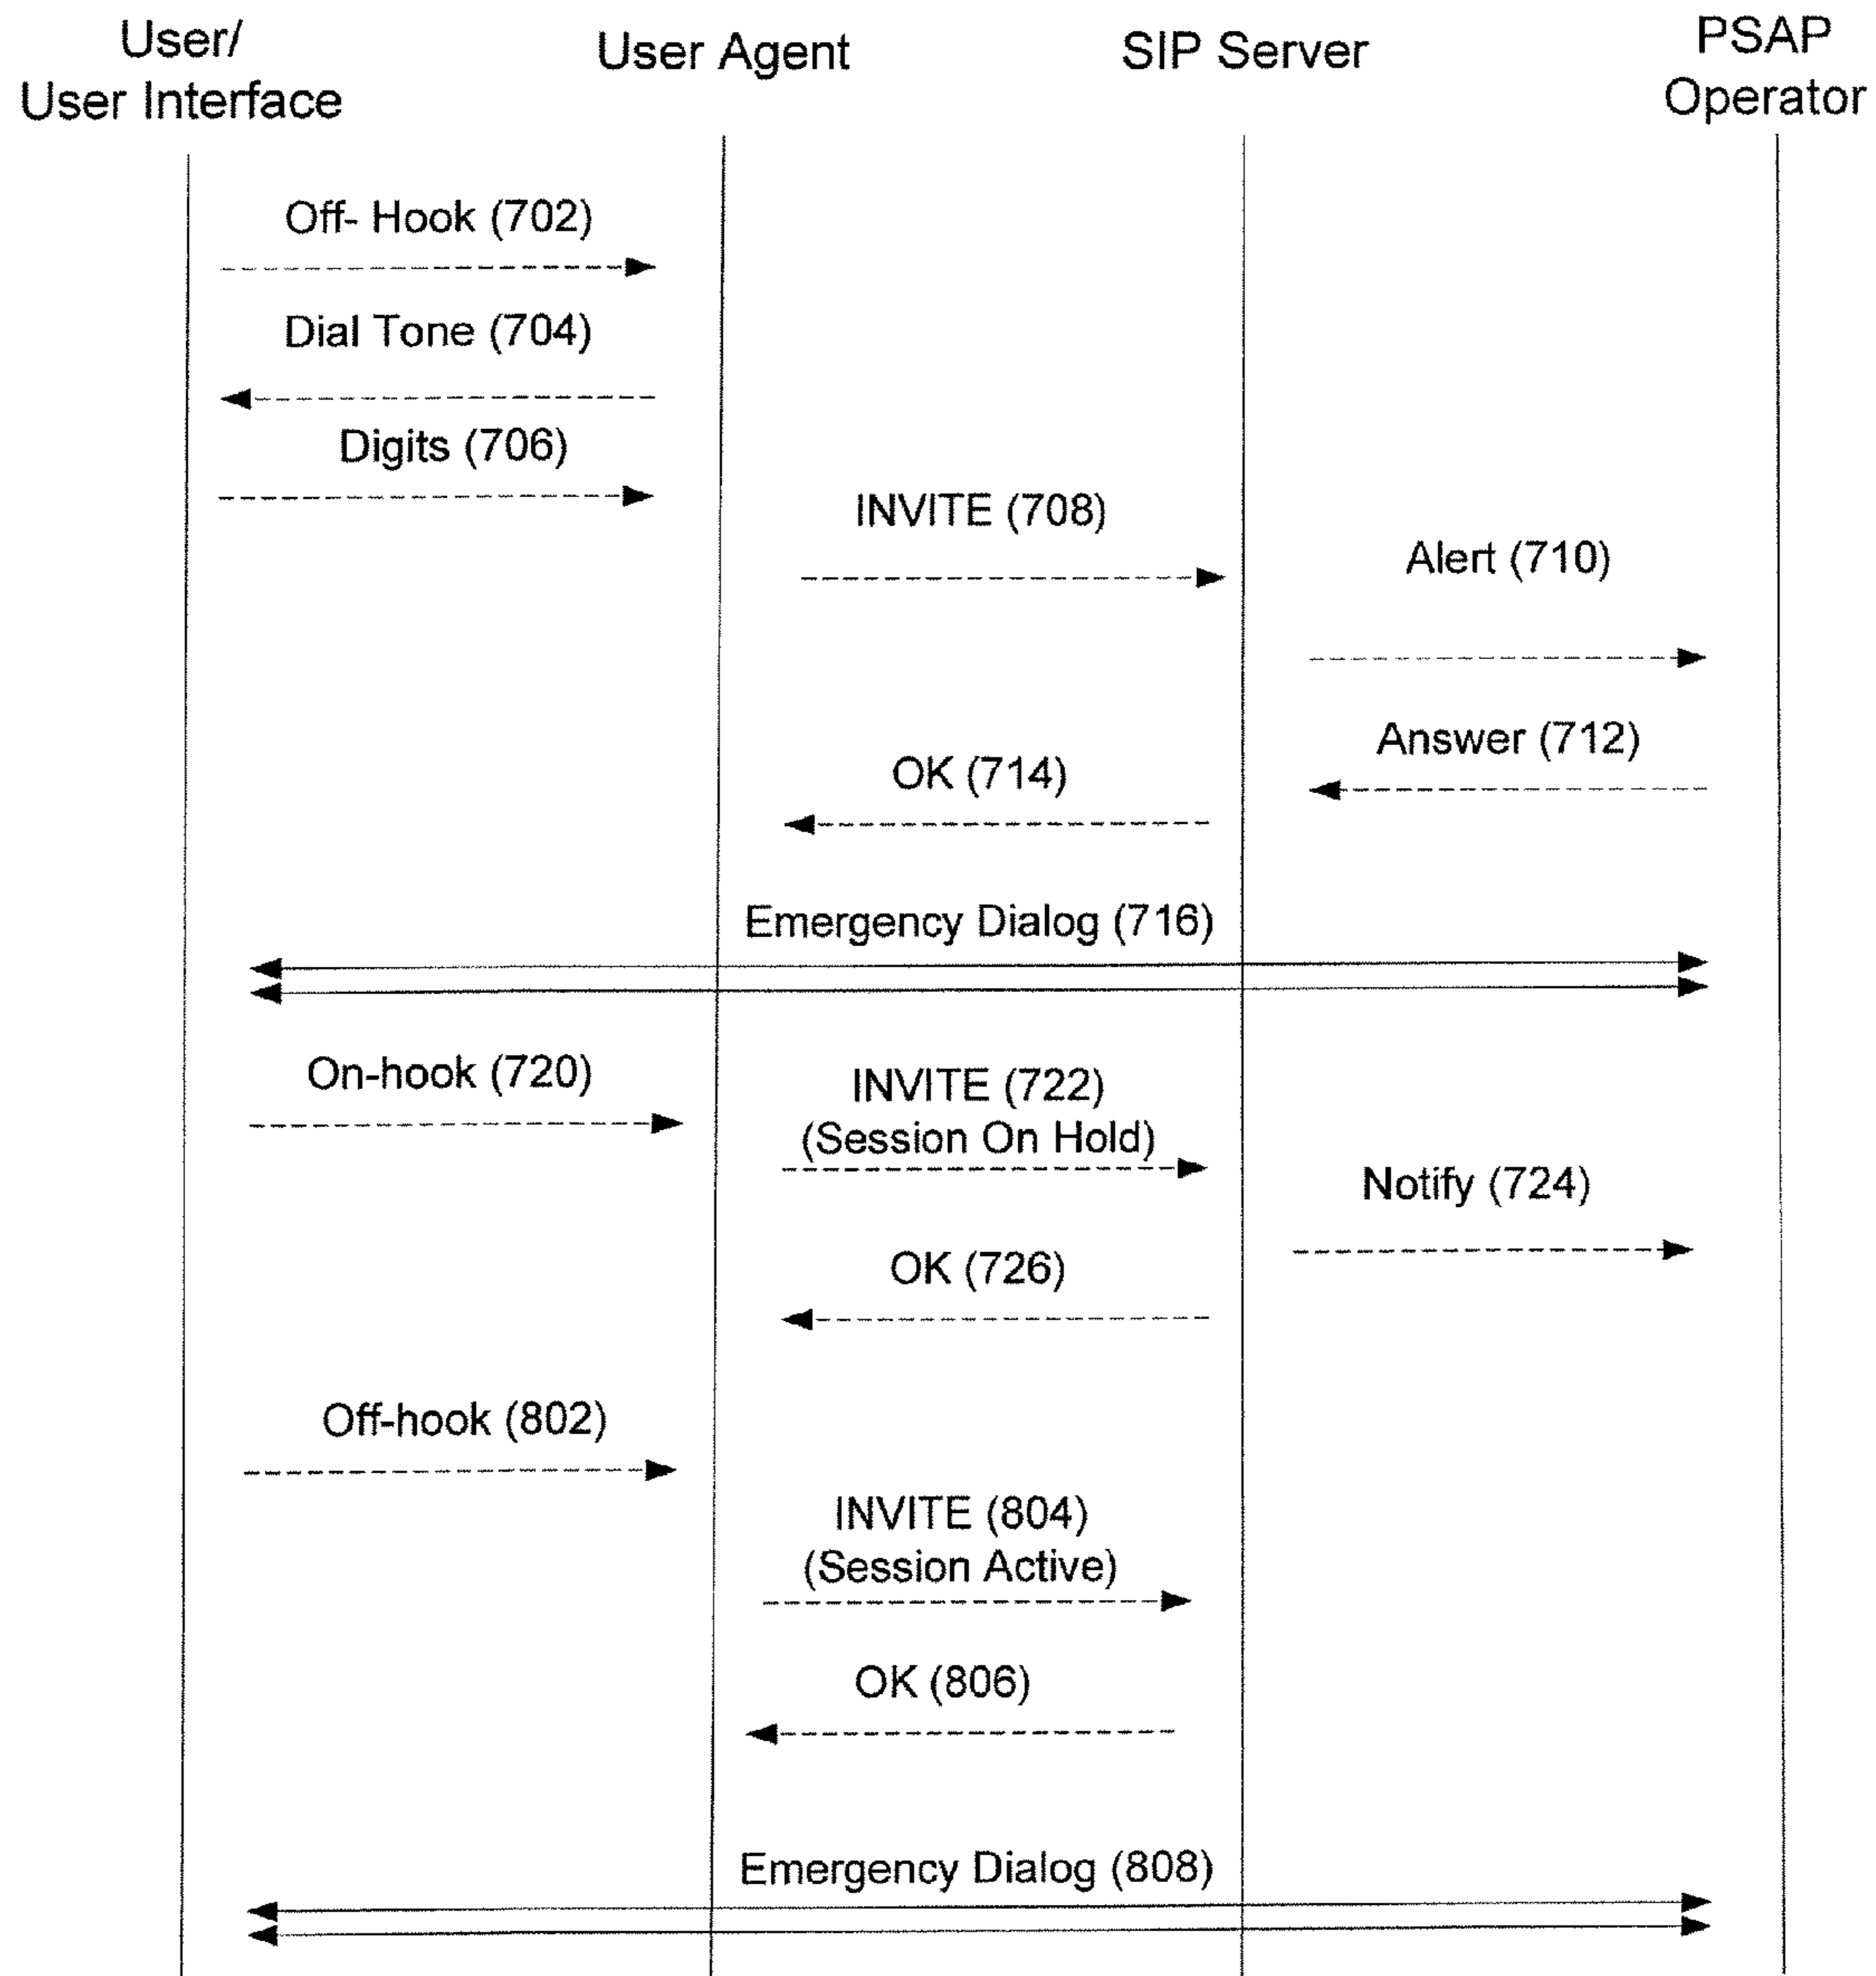 User/
User Interface
User Agent
SIP Server
PSAP
Operator
Off- Hook (702)
Dial Tone (704)
Digits (706)
INVITE (708)
Alert (710)
Answer (712)
OK (714)
Emergency Dialog (716)
On-hook (720)
INVITE (722)
(Session On Hold)
Notify (724)
OK (726)
Off-hook (802)
INVITE (804)
(Session Active)
OK (806)
Emergency Dialog (808)